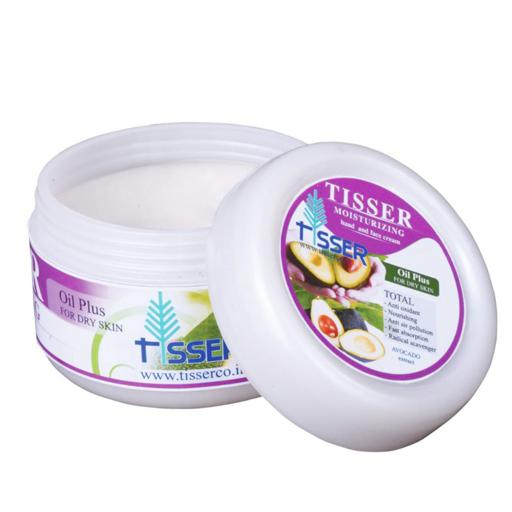 TISSER
MOISTURIZING
hand and face cream
TISSER
Oil Plus
FOR DRY SKIN
TOTAL
- Anti oxidant
- Nourishing
- Anti air pollution
- Fast absorption
- Radical scavenger
AVOCADO
extract
R
G
Oil Plus
FOR DRY SKIN
TISSER
www.tisserco.i